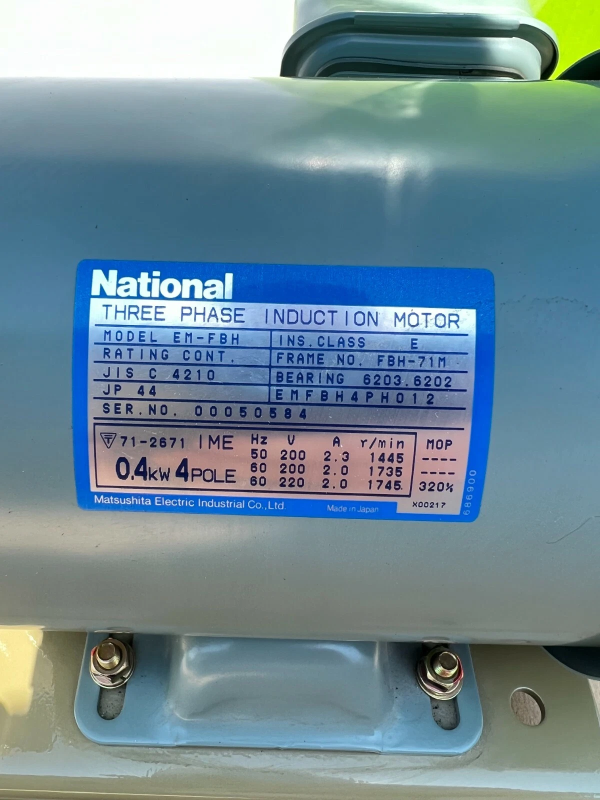 National
THREE PHASE INDUCTION MOTOR
MODEL EM-FBH INS.CLASS E
RATING CONT. FRAME NO. FBH-71M
JIS C 4210 BEARING 6203.6202
JP 44 EMFBH4PH012
SER.NO. 00050584
71-2671 IME Hz V A r/min MOP
50 200 2.3 1445 ----
0.4kW 4POLE 60 200 2.0 1735 ----
60 220 2.0 1745 320%
Matsushita Electric Industrial Co.,Ltd Made in Japan X00217
686900